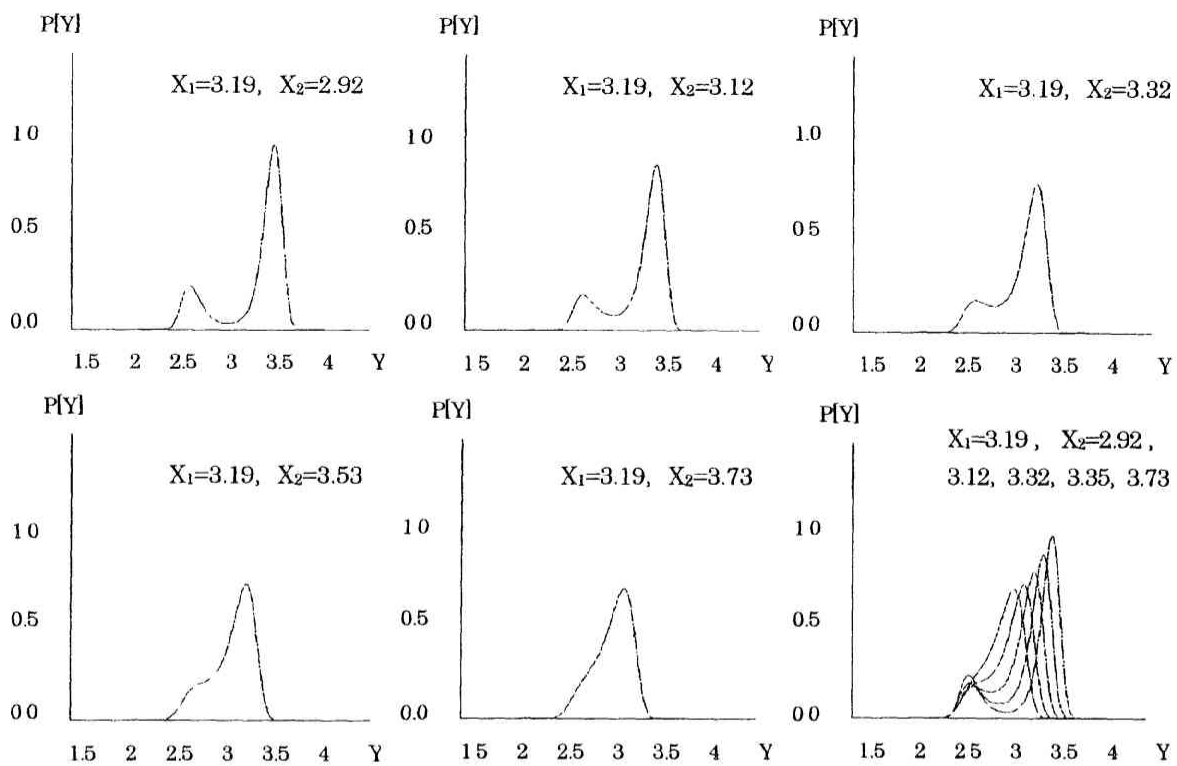 P[Y] P[Y] P[Y]
X₁=3.19, X₂=2.92 X₁=3.19, X₂=3.12 X₁=3.19, X₂=3.32
1 0 1 0 1.0
0.5 0.5 0 5
0.0 0 0 0 0
1.5 2 2.5 3 3.5 4 Y 1 5 2 2.5 3 3.5 4 Y 1.5 2 2.5 3 3.5 4 Y
P[Y] P[Y] P[Y]
X₁=3.19, X₂=3.53 X₁=3.19, X₂=3.73 X₁=3.19 , X₂=2.92 ,
3.12, 3.32, 3.35, 3.73
1 0 1 0 1 0
0.5 0.5 0.5
0 0 0.0 0 0
1.5 2 2.5 3 3.5 4 Y 1 5 2 2.5 3 3.5 4 Y 1.5 2 2 5 3 3.5 4 Y